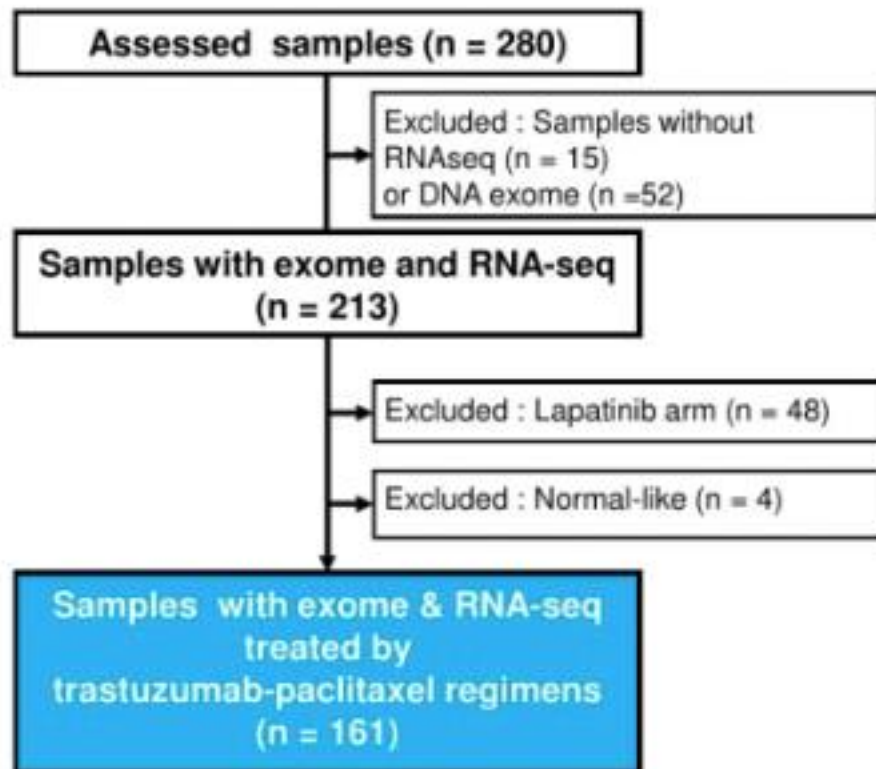 Assessed samples (n = 280)
Excluded : Samples without
RNAseq (n = 15)
or DNA exome (n =52)
Samples with exome and RNA-seq
(n = 213)
Excluded : Lapatinib arm (n = 48)
Excluded : Normal-like (n = 4)
Samples with exome & RNA-seq
treated by
trastuzumab-paclitaxel regimens
(n = 161)